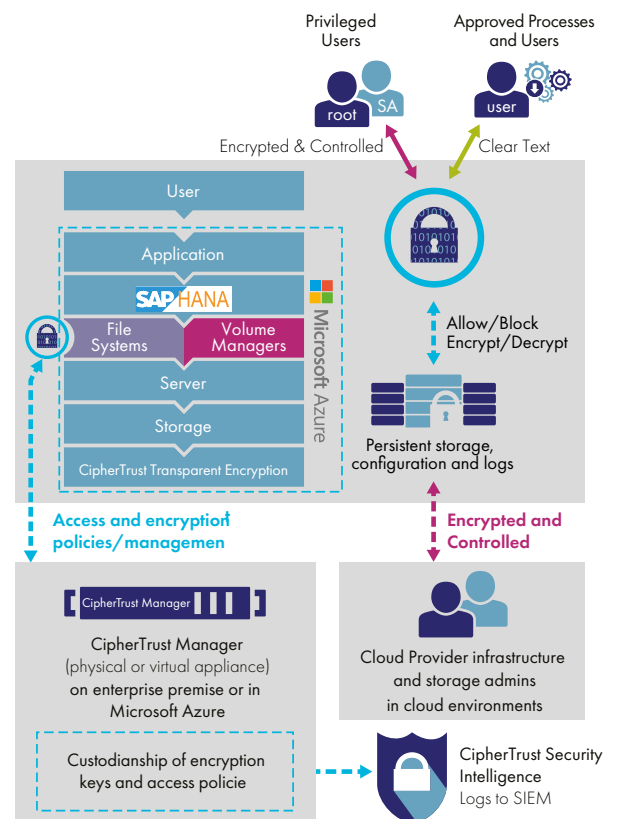 Privileged
Users
Approved Processes
and Users
root
SA
user
Encrypted & Controlled
Clear Text
User
Application
SAP HANA
File
Systems
Volume
Managers
Server
Storage
CipherTrust Transparent Encryption
Microsoft Azure
Allow/Block
Encrypt/Decrypt
Persistent storage,
configuration and logs
Access and encryption
policies/managemen
t
Encrypted and
Controlled
CipherTrust Manager
CipherTrust Manager
(physical or virtual appliance)
on enterprise premise or in
Microsoft Azure
Custodianship of encryption
keys and access policie
Cloud Provider infrastructure
and storage admins
in cloud environments
CipherTrust Security
Intelligence
Logs to SIEM